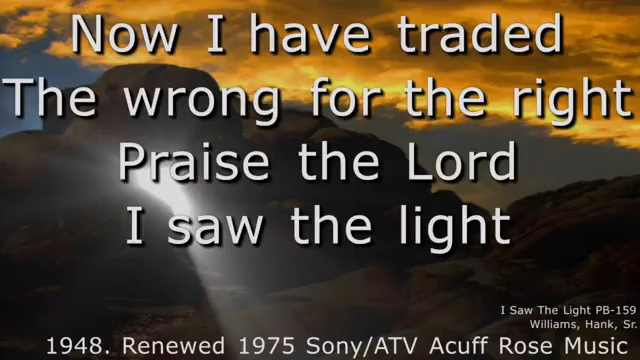 Now I have traded
The wrong for the right
Praise the Lord
I saw the light
I Saw The Light PB-159
Williams, Hank, Sr.
1948. Renewed 1975 Sony/ATV Acuff Rose Music